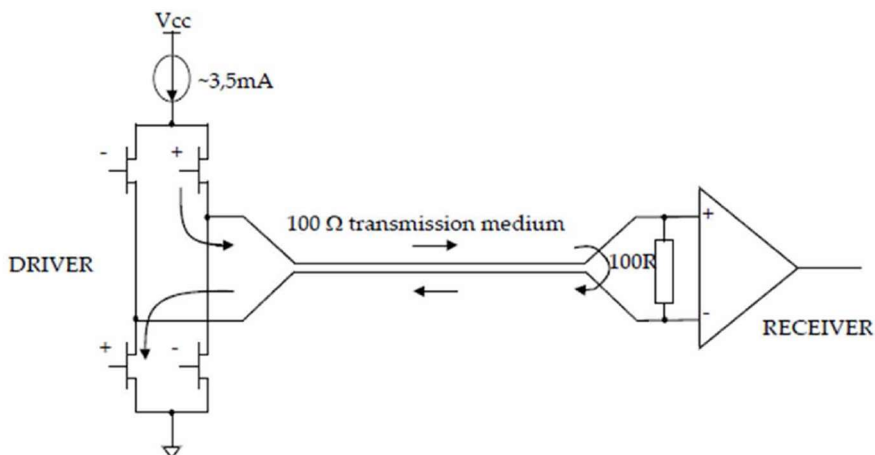 Vcc
~3,5mA
- +
100 Ω transmission medium
+
DRIVER
100R
-
RECEIVER
+ -